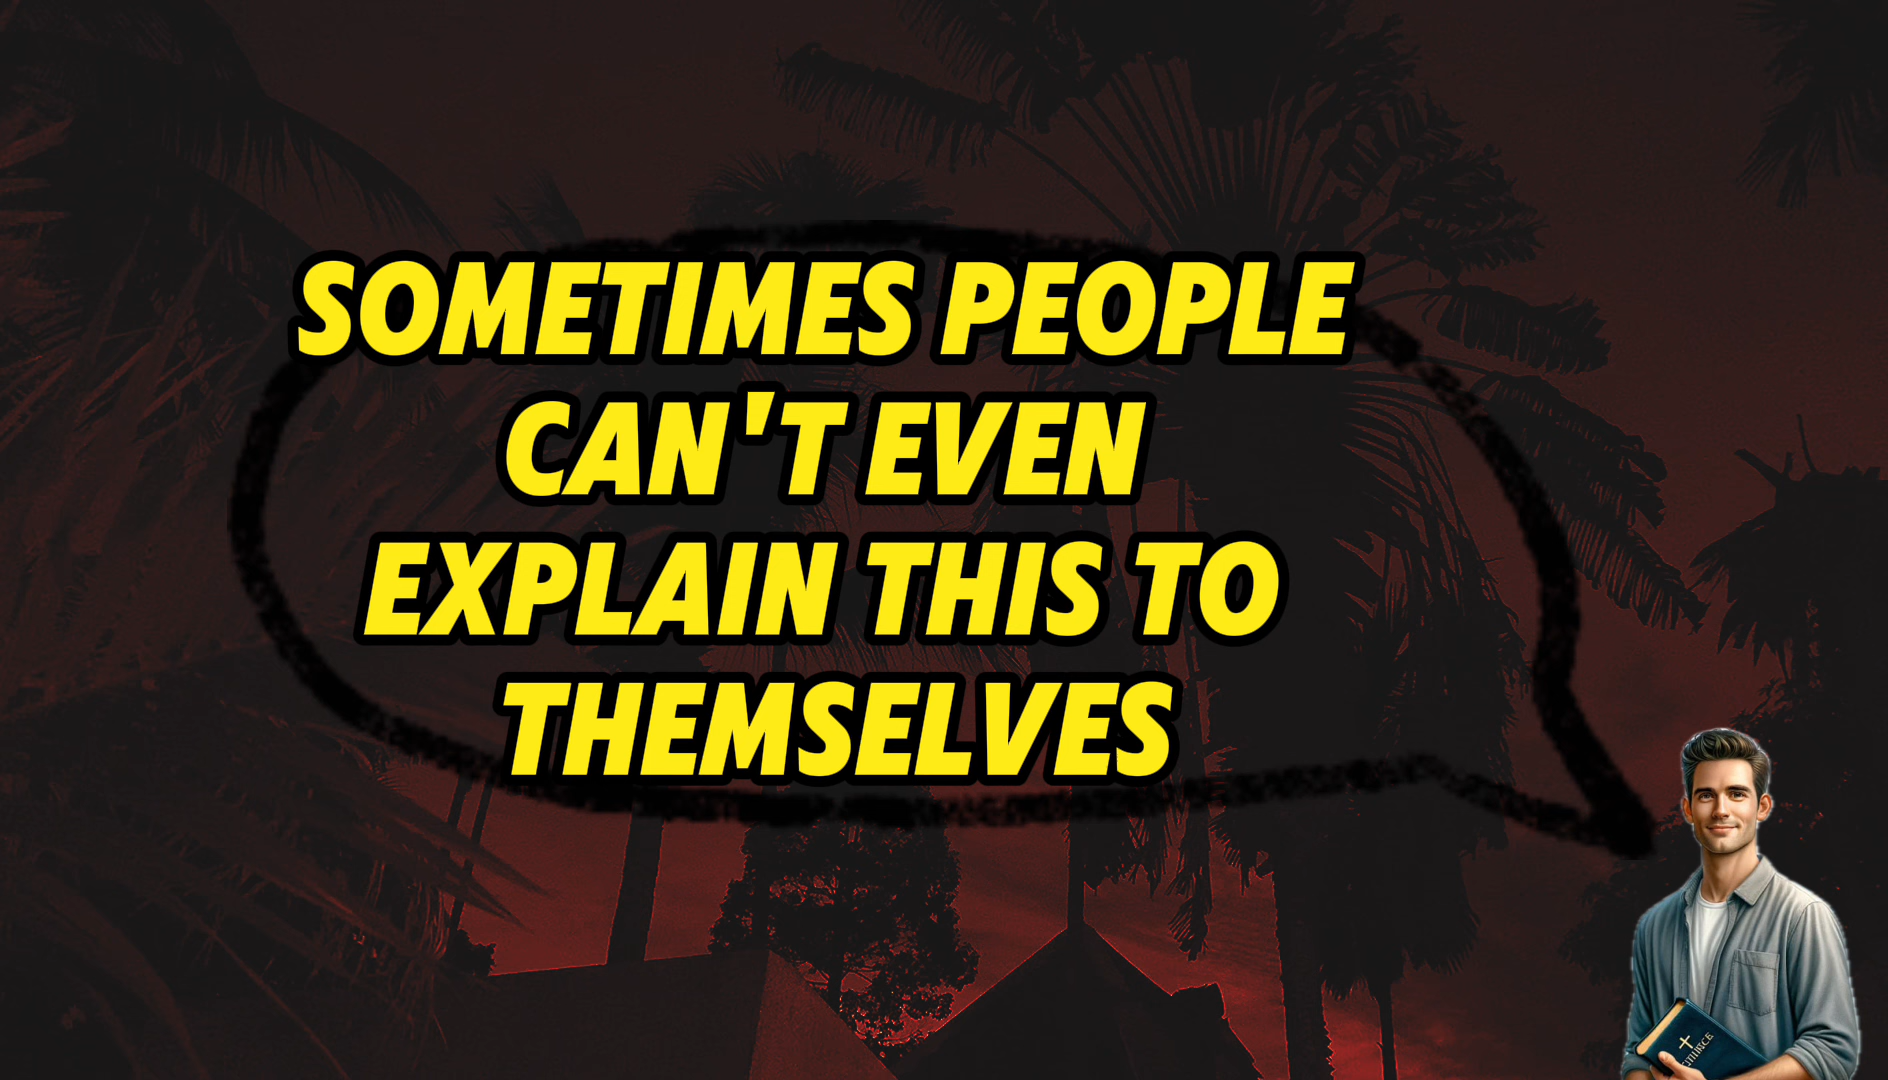 SOMETIMES PEOPLE
CAN'T EVEN
EXPLAIN THIS TO
THEMSELVES